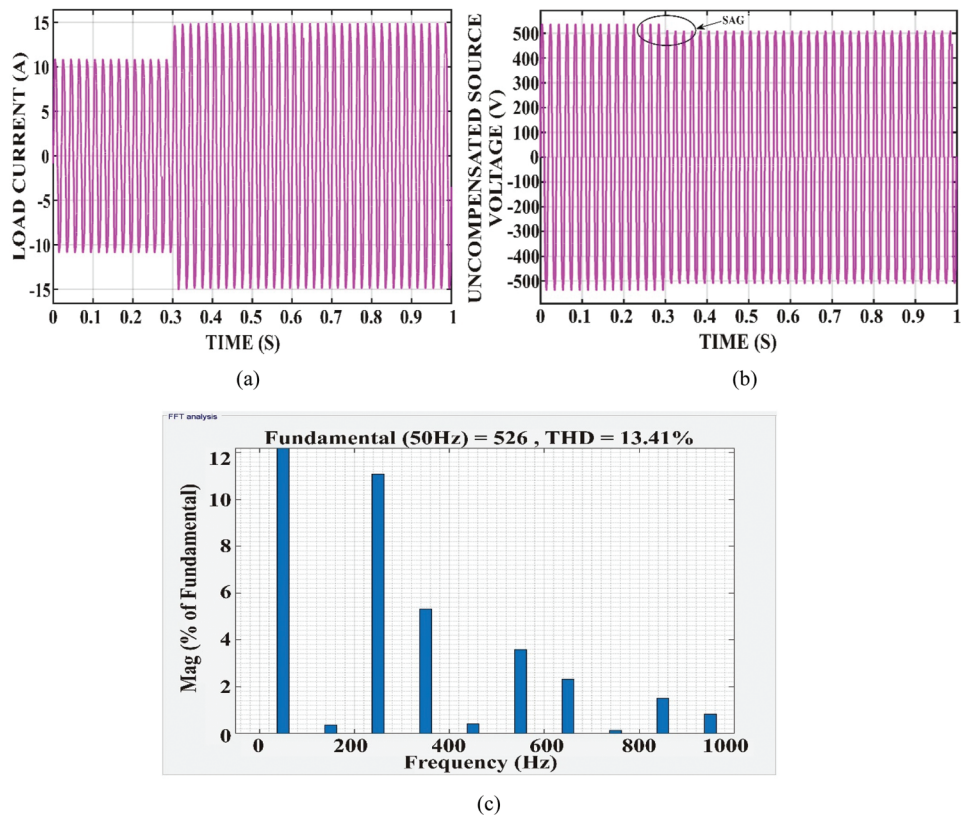 LOAD CURRENT (A)
15
10
5
0
-5
-10
-15
0 0.1 0.2 0.3 0.4 0.5 0.6 0.7 0.8 0.9 1
TIME (S)
(a)
UNCOMPENSATED SOURCE
VOLTAGE (V)
SAG
500
400
300
200
100
0
-100
-200
-300
-400
-500
0 0.1 0.2 0.3 0.4 0.5 0.6 0.7 0.8 0.9 1
TIME (S)
(b)
FFT analysis
Fundamental (50Hz) = 526 , THD = 13.41%
Mag (% of Fundamental)
12
10
8
6
4
2
0
0 200 400 600 800 1000
Frequency (Hz)
(c)